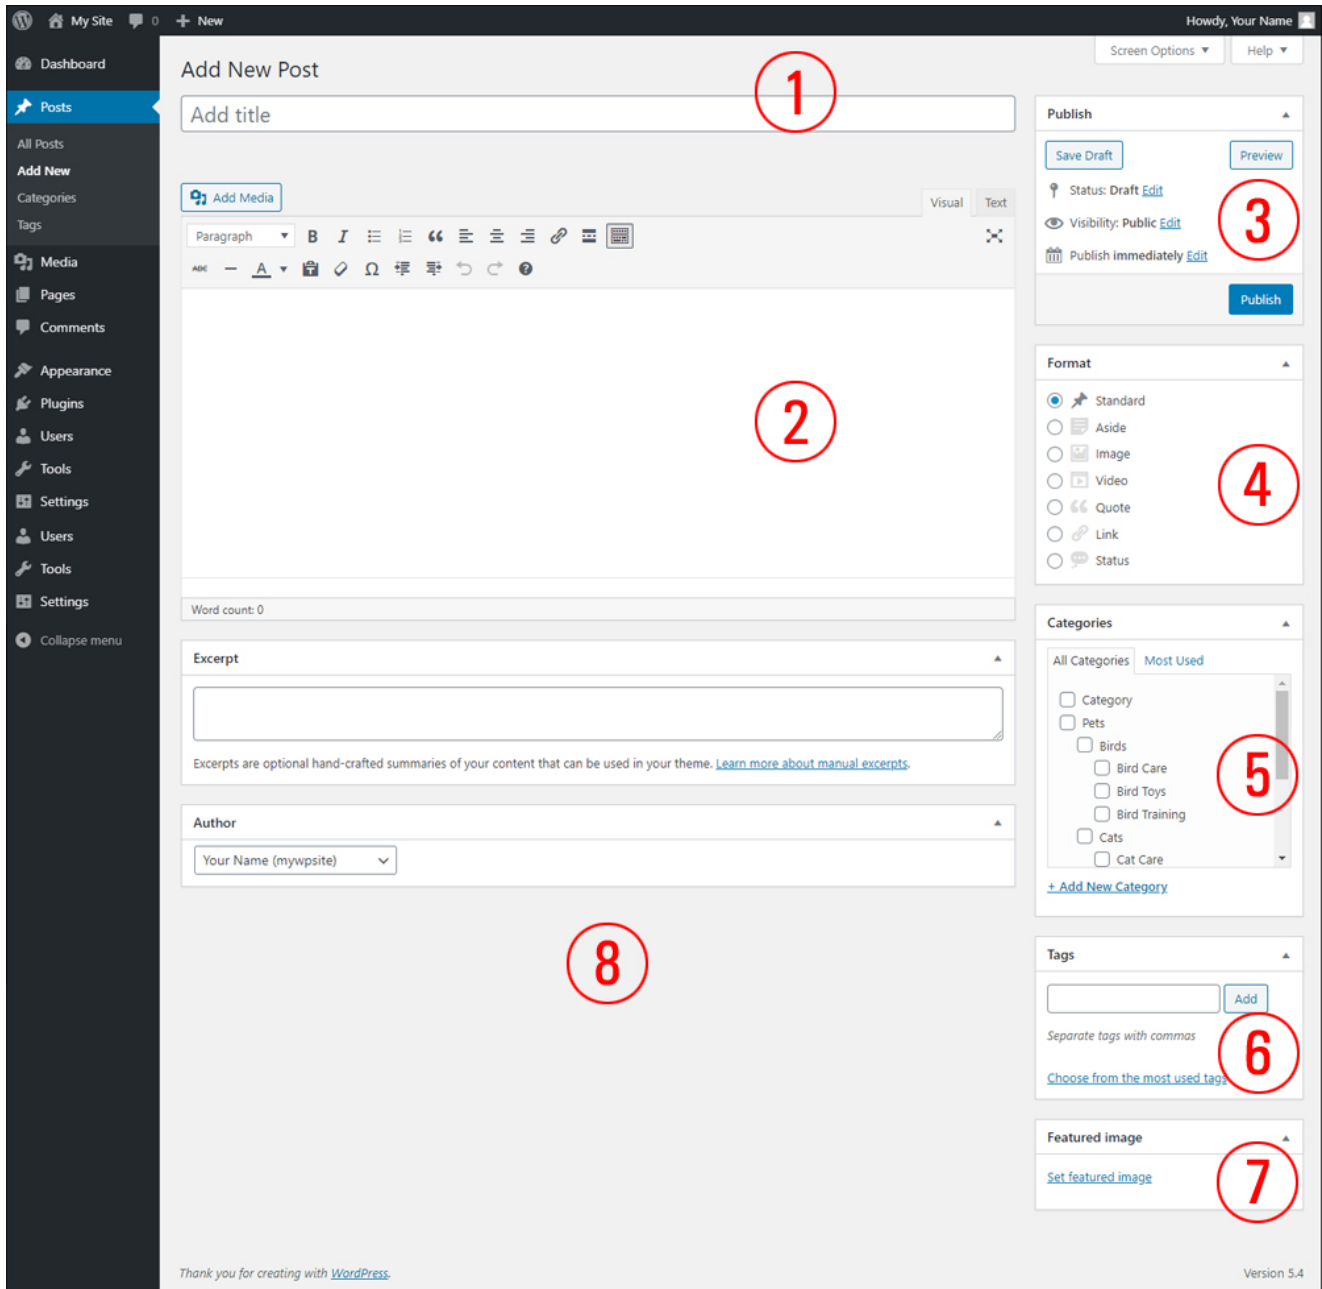 My Site 0 + New Howdy, Your Name
Dashboard
Posts
All Posts
Add New
Categories
Tags
Media
Pages
Comments
Appearance
Plugins
Users
Tools
Settings
Users
Tools
Settings
Collapse menu
Screen Options ▼ Help ▼
Add New Post
1
Add title
Add Media
Visual Text
Paragraph ▼ B I
ABC A ▼ Ω
2
Word count: 0
Excerpt
Excerpts are optional hand-crafted summaries of your content that can be used in your theme. Learn more about manual excerpts.
Author
Your Name (mywpsite)
8
Publish
Save Draft Preview
Status: Draft Edit
Visibility: Public Edit
Publish immediately Edit
3
Publish
Format
Standard
Aside
Image
Video
Quote
Link
Status
4
Categories
All Categories Most Used
Category
Pets
Birds
Bird Care
Bird Toys
Bird Training
Cats
Cat Care
5
+ Add New Category
Tags
Add
Separate tags with commas
6
Choose from the most used tags
Featured image
Set featured image
7
Thank you for creating with WordPress.
Version 5.4